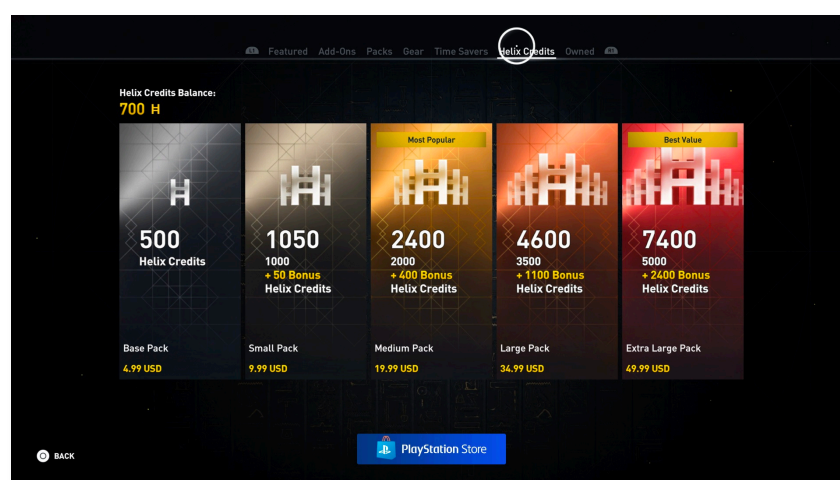 L1 Featured Add-Ons Packs Gear Time Savers Helix Credits Owned R1
Helix Credits Balance:
700
Most Popular
Best Value
500
Helix Credits
1050
1000
+ 50 Bonus
Helix Credits
2400
2000
+ 400 Bonus
Helix Credits
4600
3500
+ 1100 Bonus
Helix Credits
7400
5000
+ 2400 Bonus
Helix Credits
Base Pack
4.99 USD
Small Pack
9.99 USD
Medium Pack
19.99 USD
Large Pack
34.99 USD
Extra Large Pack
49.99 USD
BACK
PlayStation Store